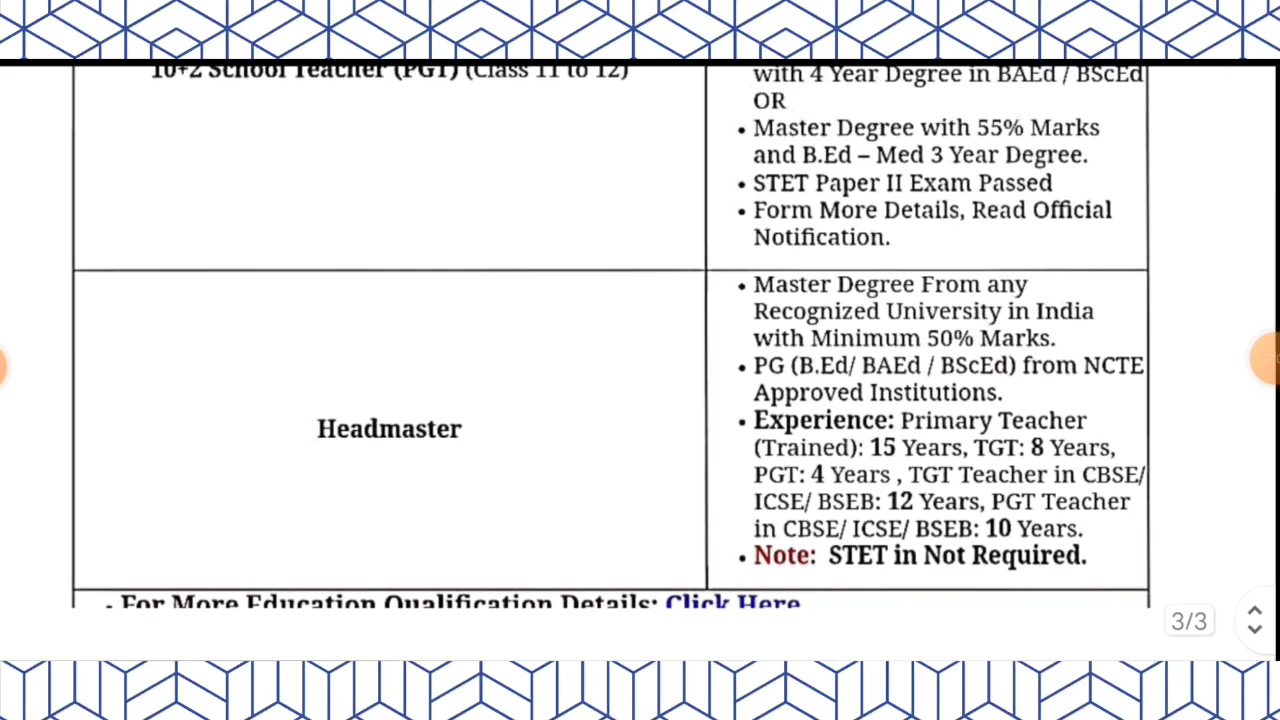 10+2 School Teacher (PGT) (Class 11 to 12)
with 4 Year Degree in BAEd / BScEd
OR
• Master Degree with 55% Marks
and B.Ed – Med 3 Year Degree.
• STET Paper II Exam Passed
• Form More Details, Read Official
Notification.
Headmaster
• Master Degree From any
Recognized University in India
with Minimum 50% Marks.
• PG (B.Ed/ BAEd / BScEd) from NCTE
Approved Institutions.
• Experience: Primary Teacher
(Trained): 15 Years, TGT: 8 Years,
PGT: 4 Years , TGT Teacher in CBSE/
ICSE/ BSEB: 12 Years, PGT Teacher
in CBSE/ ICSE/ BSEB: 10 Years.
• Note: STET in Not Required.
• For More Education Qualification Details: Click Here
3/3